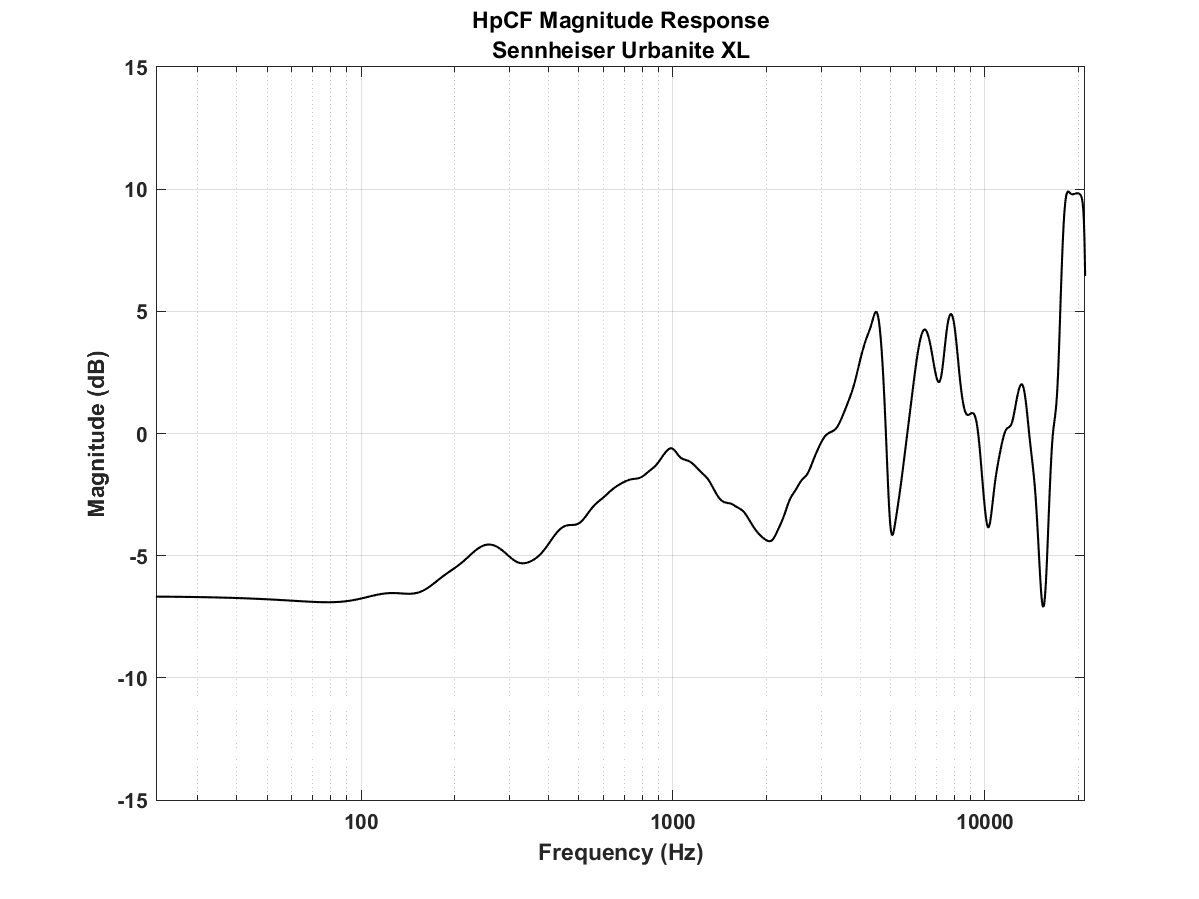 HpCF Magnitude Response
Sennheiser Urbanite XL
15
10
5
0
-5
-10
-15
Magnitude (dB)
100
1000
10000
Frequency (Hz)